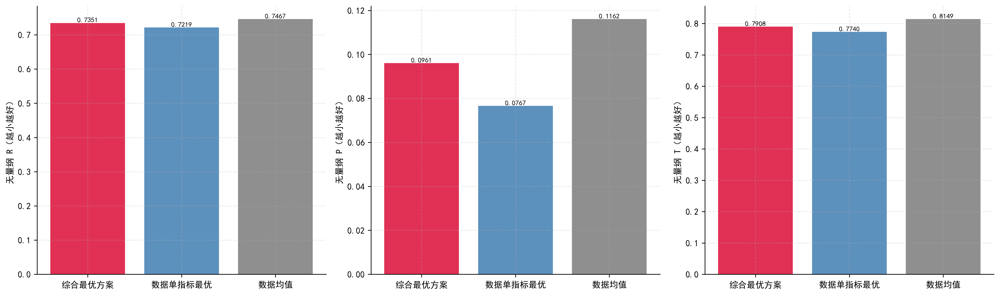 无量纲 R（越小越好）
0.7
0.6
0.5
0.4
0.3
0.2
0.1
0.0
0.7351
0.7219
0.7467
综合最优方案
数据单指标最优
数据均值
无量纲 P（越小越好）
0.12
0.10
0.08
0.06
0.04
0.02
0.00
0.0961
0.0767
0.1162
综合最优方案
数据单指标最优
数据均值
无量纲 T（越小越好）
0.8
0.7
0.6
0.5
0.4
0.3
0.2
0.1
0.0
0.7908
0.7740
0.8149
综合最优方案
数据单指标最优
数据均值